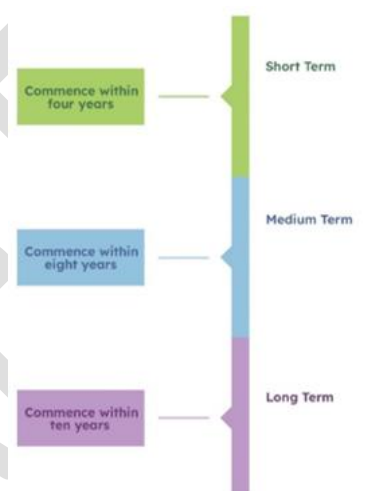 Short Term
Commence within
four years
Medium Term
Commence within
eight years
Long Term
Commence within
ten years